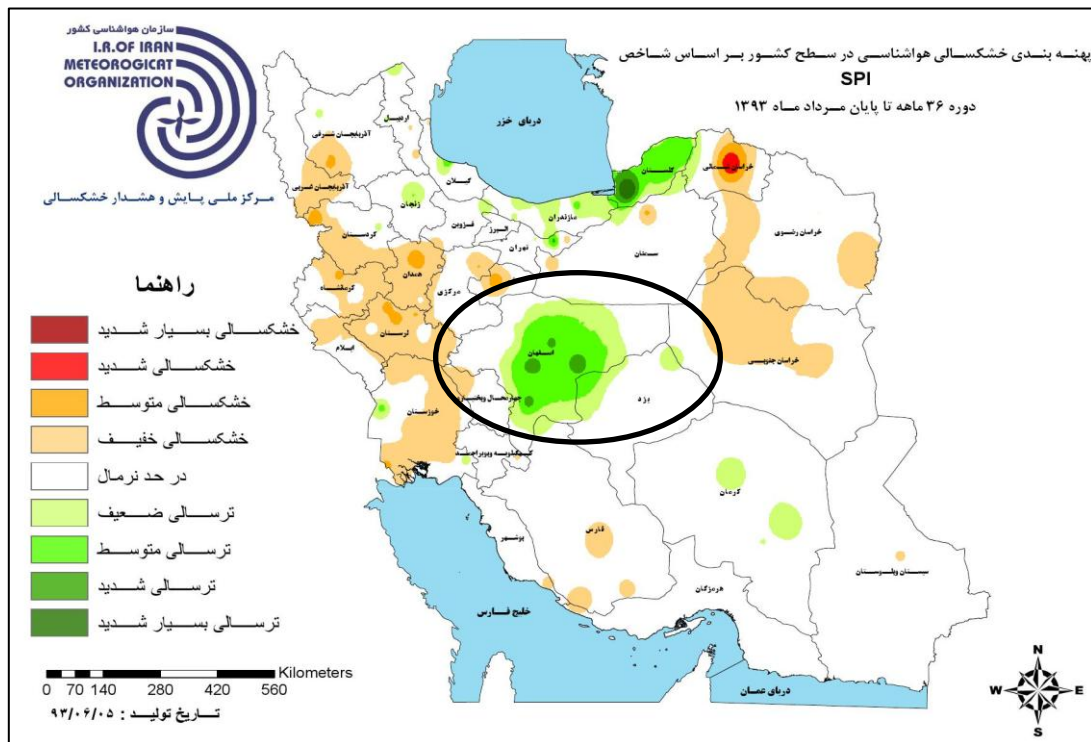 سازمان هواشناسی کشور
I.R.OF IRAN
METEOROGICAT
ORGANIZATION
مرکز ملی پایش و هشدار خشکسالی
پهنه بندی خشکسالی هواشناسی در سطح کشور بر اساس شاخص
SPI
دوره ۳۶ ماهه تا پایان مرداد ماه ۱۳۹۳
دریای خزر
اردبیل
آذربایجان شرقی
آذربایجان غربی
گیلان
زنجان
کردستان
قزوین
البرز
تهران
مازندران
گلستان
خراسان شمالی
خراسان رضوی
سمنان
همدان
مرکزی
کرمانشاه
لرستان
ایلام
اصفهان
خراسان جنوبی
یزد
چهارمحال وبختیاری
خوزستان
کهگیلویه وبویراحمد
کرمان
فارس
بوشهر
هرمزگان
سیستان وبلوچستان
خلیج فارس
دریای عمان
راهنما
خشکسالی بسیار شدید
خشکسالی شدید
خشکسالی متوسط
خشکسالی خفیف
در حد نرمال
ترسالی ضعیف
ترسالی متوسط
ترسالی شدید
ترسالی بسیار شدید
Kilometers
0 70 140 280 420 560
تاریخ تولید : ۹۳/۰۶/۰۵
N
W E
S